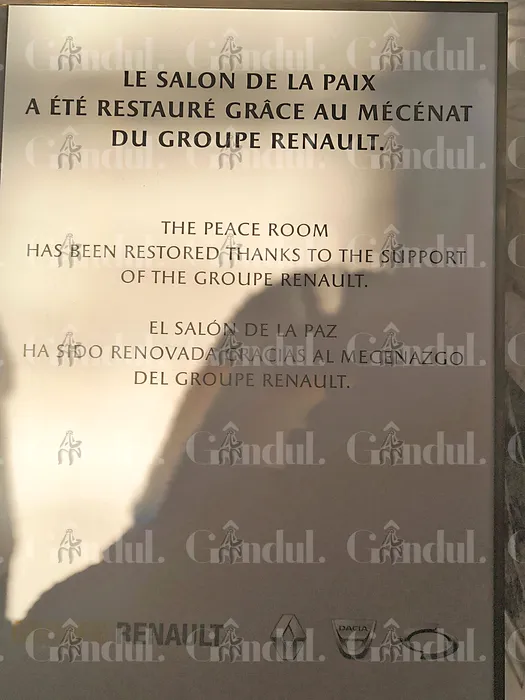 LE SALON DE LA PAIX
A ÉTÉ RESTAURÉ GRÂCE AU MÉCÉNAT
DU GROUPE RENAULT.
THE PEACE ROOM
HAS BEEN RESTORED THANKS TO THE SUPPORT
OF THE GROUPE RENAULT.
EL SALÓN DE LA PAZ
HA SIDO RENOVADA GRACIAS AL MECENAZGO
DEL GROUPE RENAULT.
RENAULT
DACIA
Gândul.